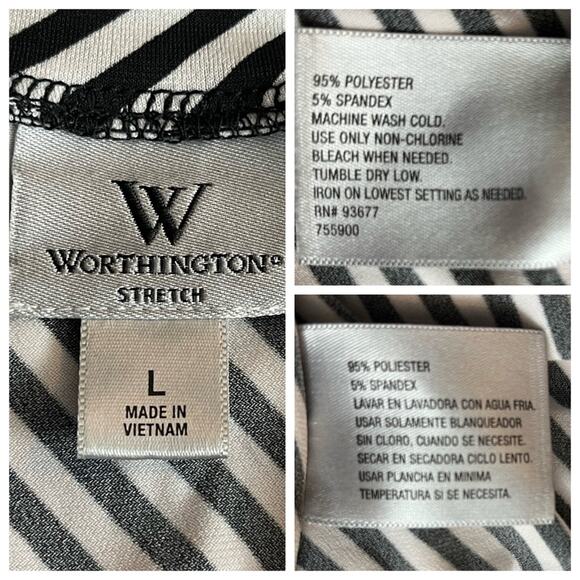 W
WORTHINGTON®
STRETCH
L
MADE IN
VIETNAM
95% POLYESTER
5% SPANDEX
MACHINE WASH COLD.
USE ONLY NON-CHLORINE
BLEACH WHEN NEEDED.
TUMBLE DRY LOW.
IRON ON LOWEST SETTING AS NEEDED.
RN# 93677
755900
95% POLIESTER
5% SPANDEX
LAVAR EN LAVADORA CON AGUA FRIA.
USAR SOLAMENTE BLANQUEADOR
SIN CLORO, CUANDO SE NECESITE.
SECAR EN SECADORA CICLO LENTO.
USAR PLANCHA EN MINIMA
TEMPERATURA SI SE NECESITA.